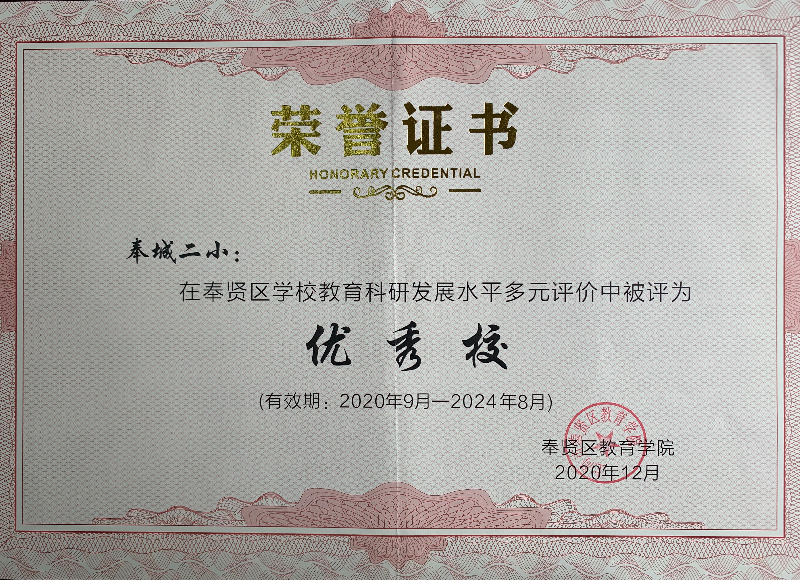 荣誉证书
HONORARY CREDENTIAL
奉城二小：
在奉贤区学校教育科研发展水平多元评价中被评为
优秀校
(有效期：2020年9月—2024年8月)
奉贤区教育学院
2020年12月